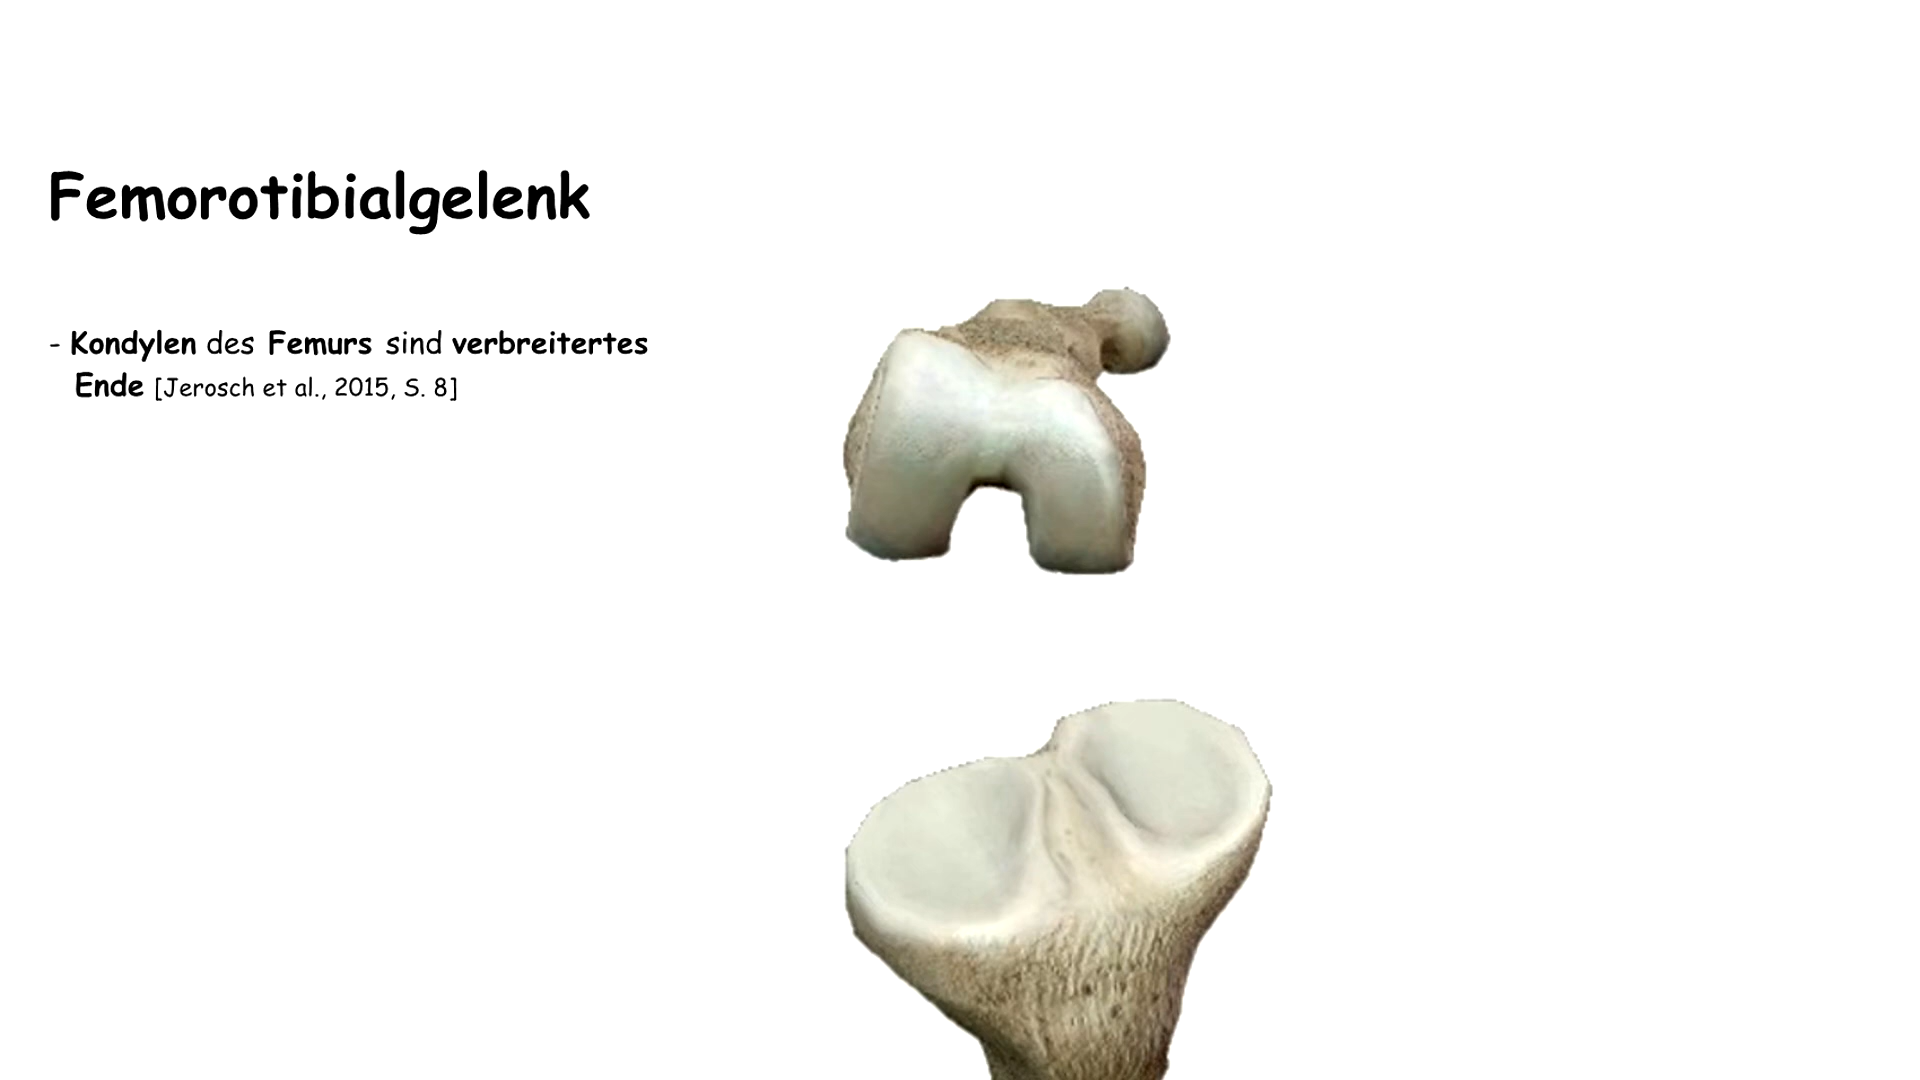 Femorotibialgelenk
- Kondylen des Femurs sind verbreitertes
Ende [Jerosch et al., 2015, S. 8]